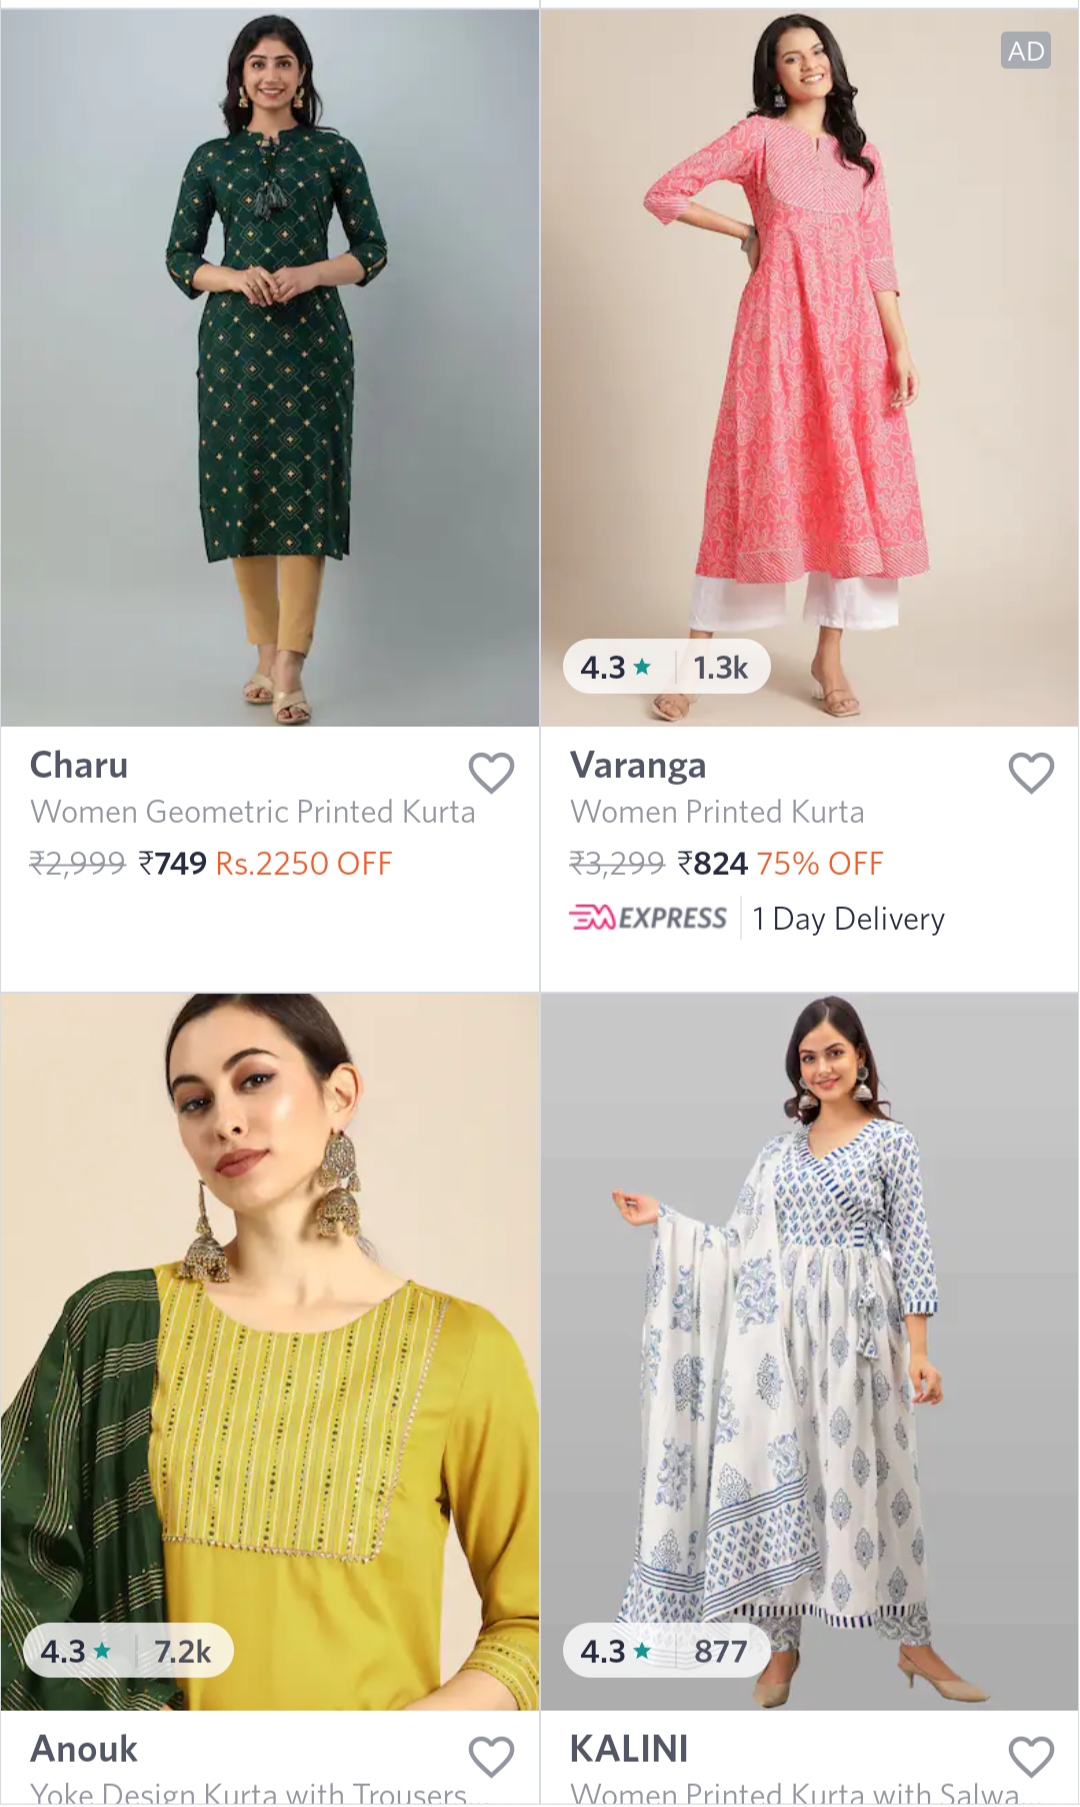 AD
4.3 ★ | 1.3k
Charu
Women Geometric Printed Kurta
₹2,999 ₹749 Rs.2250 OFF
Varanga
Women Printed Kurta
₹3,299 ₹824 75% OFF
EXPRESS | 1 Day Delivery
4.3 ★ | 7.2k
4.3 ★ | 877
Anouk
Yoke Design Kurta with Trousers...
KALINI
Women Printed Kurta with Salwa...